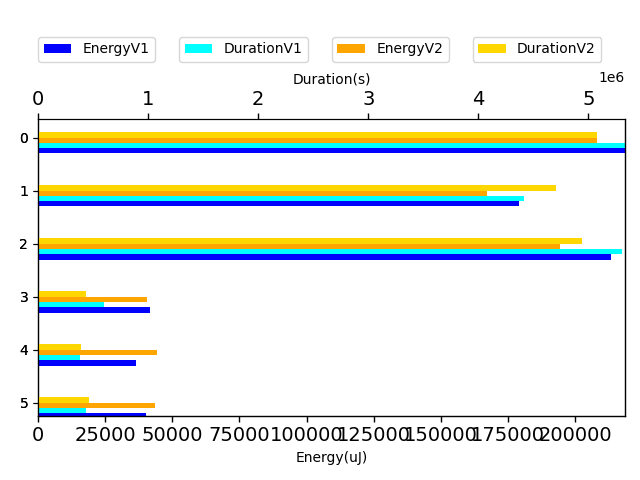 EnergyV1 DurationV1 EnergyV2 DurationV2
Duration(s)
1e6
0 1 2 3 4 5
0
1
2
3
4
5
0 25000 50000 75000 100000 125000 150000 175000 200000
Energy(uJ)